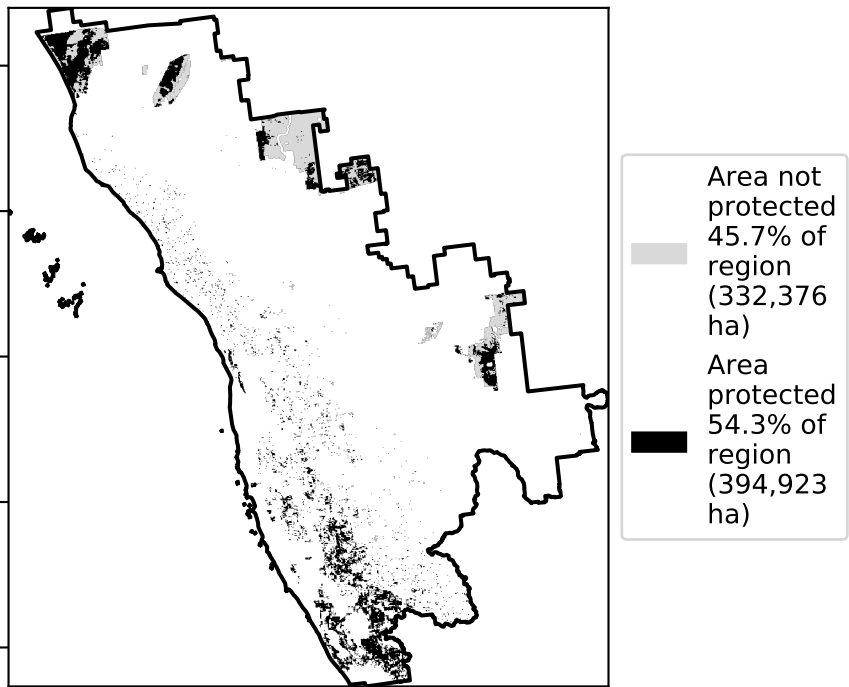 Area not
protected
45.7% of
region
(332,376
ha)
Area
protected
54.3% of
region
(394,923
ha)